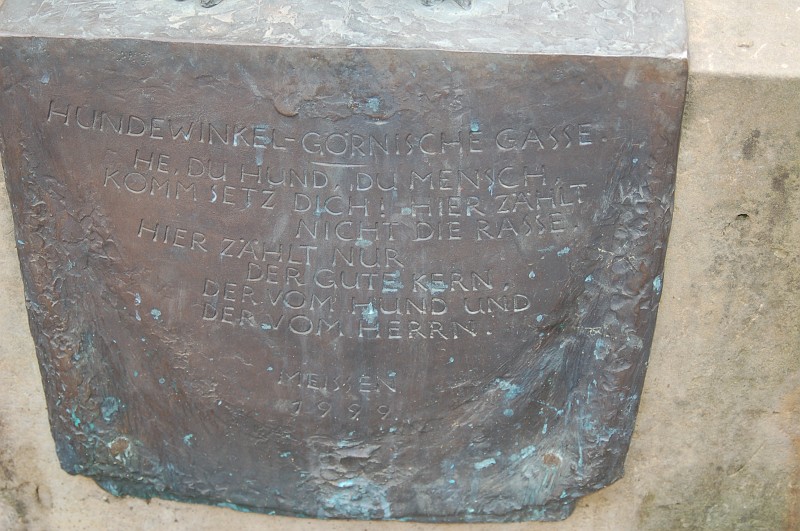 HUNDEWINKEL-GÖRNISCHE GASSE.
HE, DU HUND, DU MENSCH,
KOMM SETZ DICH! HIER ZÄHLT
NICHT DIE RASSE,
HIER ZÄHLT NUR
DER GUTE KERN,
DER VOM HUND UND
DER VOM HERRN.
MEISSEN
1999